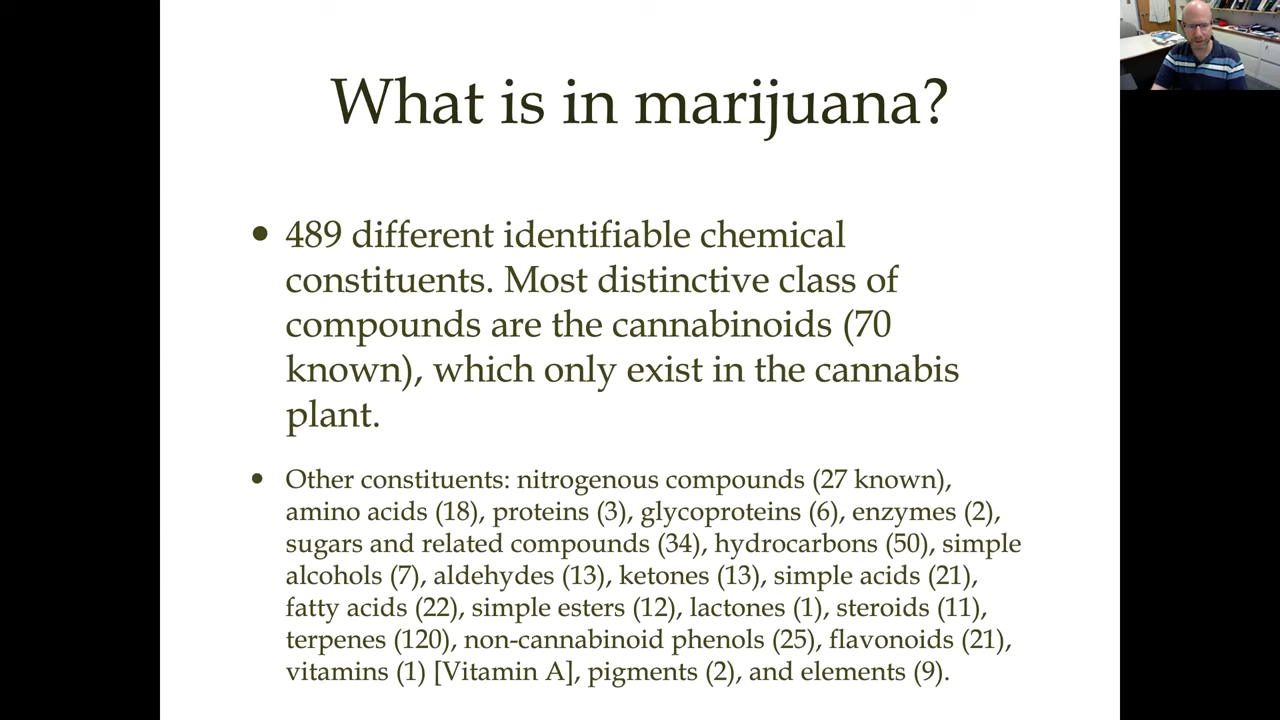 What is in marijuana?
• 489 different identifiable chemical
constituents. Most distinctive class of
compounds are the cannabinoids (70
known), which only exist in the cannabis
plant.
• Other constituents: nitrogenous compounds (27 known),
amino acids (18), proteins (3), glycoproteins (6), enzymes (2),
sugars and related compounds (34), hydrocarbons (50), simple
alcohols (7), aldehydes (13), ketones (13), simple acids (21),
fatty acids (22), simple esters (12), lactones (1), steroids (11),
terpenes (120), non-cannabinoid phenols (25), flavonoids (21),
vitamins (1) [Vitamin A], pigments (2), and elements (9).